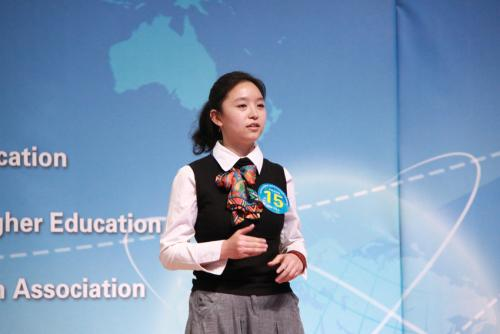 cation
gher Education
n Association
15